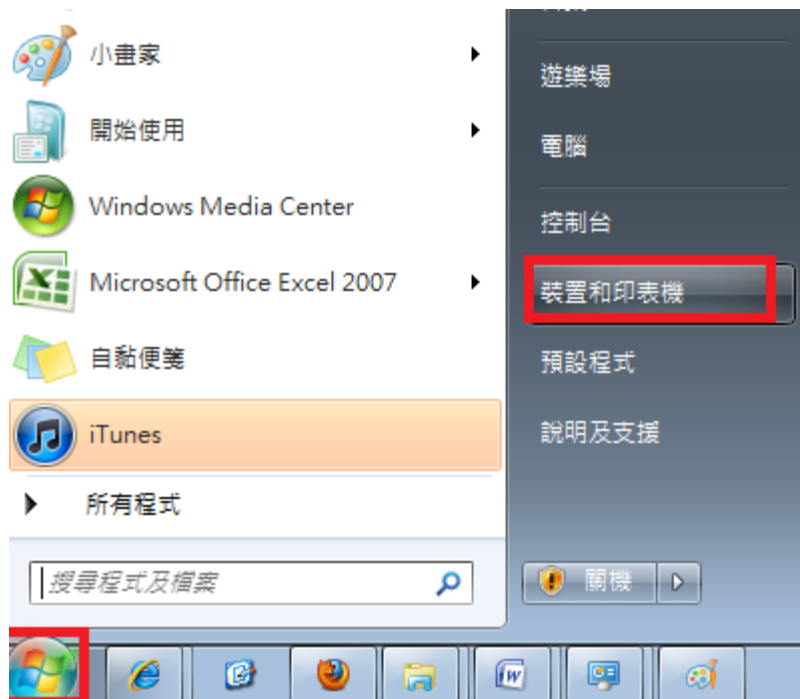 小畫家
開始使用
Windows Media Center
Microsoft Office Excel 2007
自黏便箋
iTunes
所有程式
搜尋程式及檔案
遊樂場
電腦
控制台
裝置和印表機
預設程式
說明及支援
關機